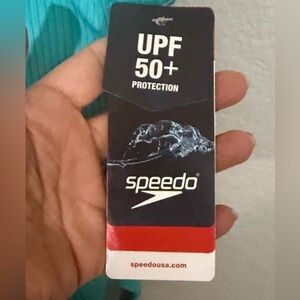 UPF
50+
PROTECTION
speedo®
speedousa.com